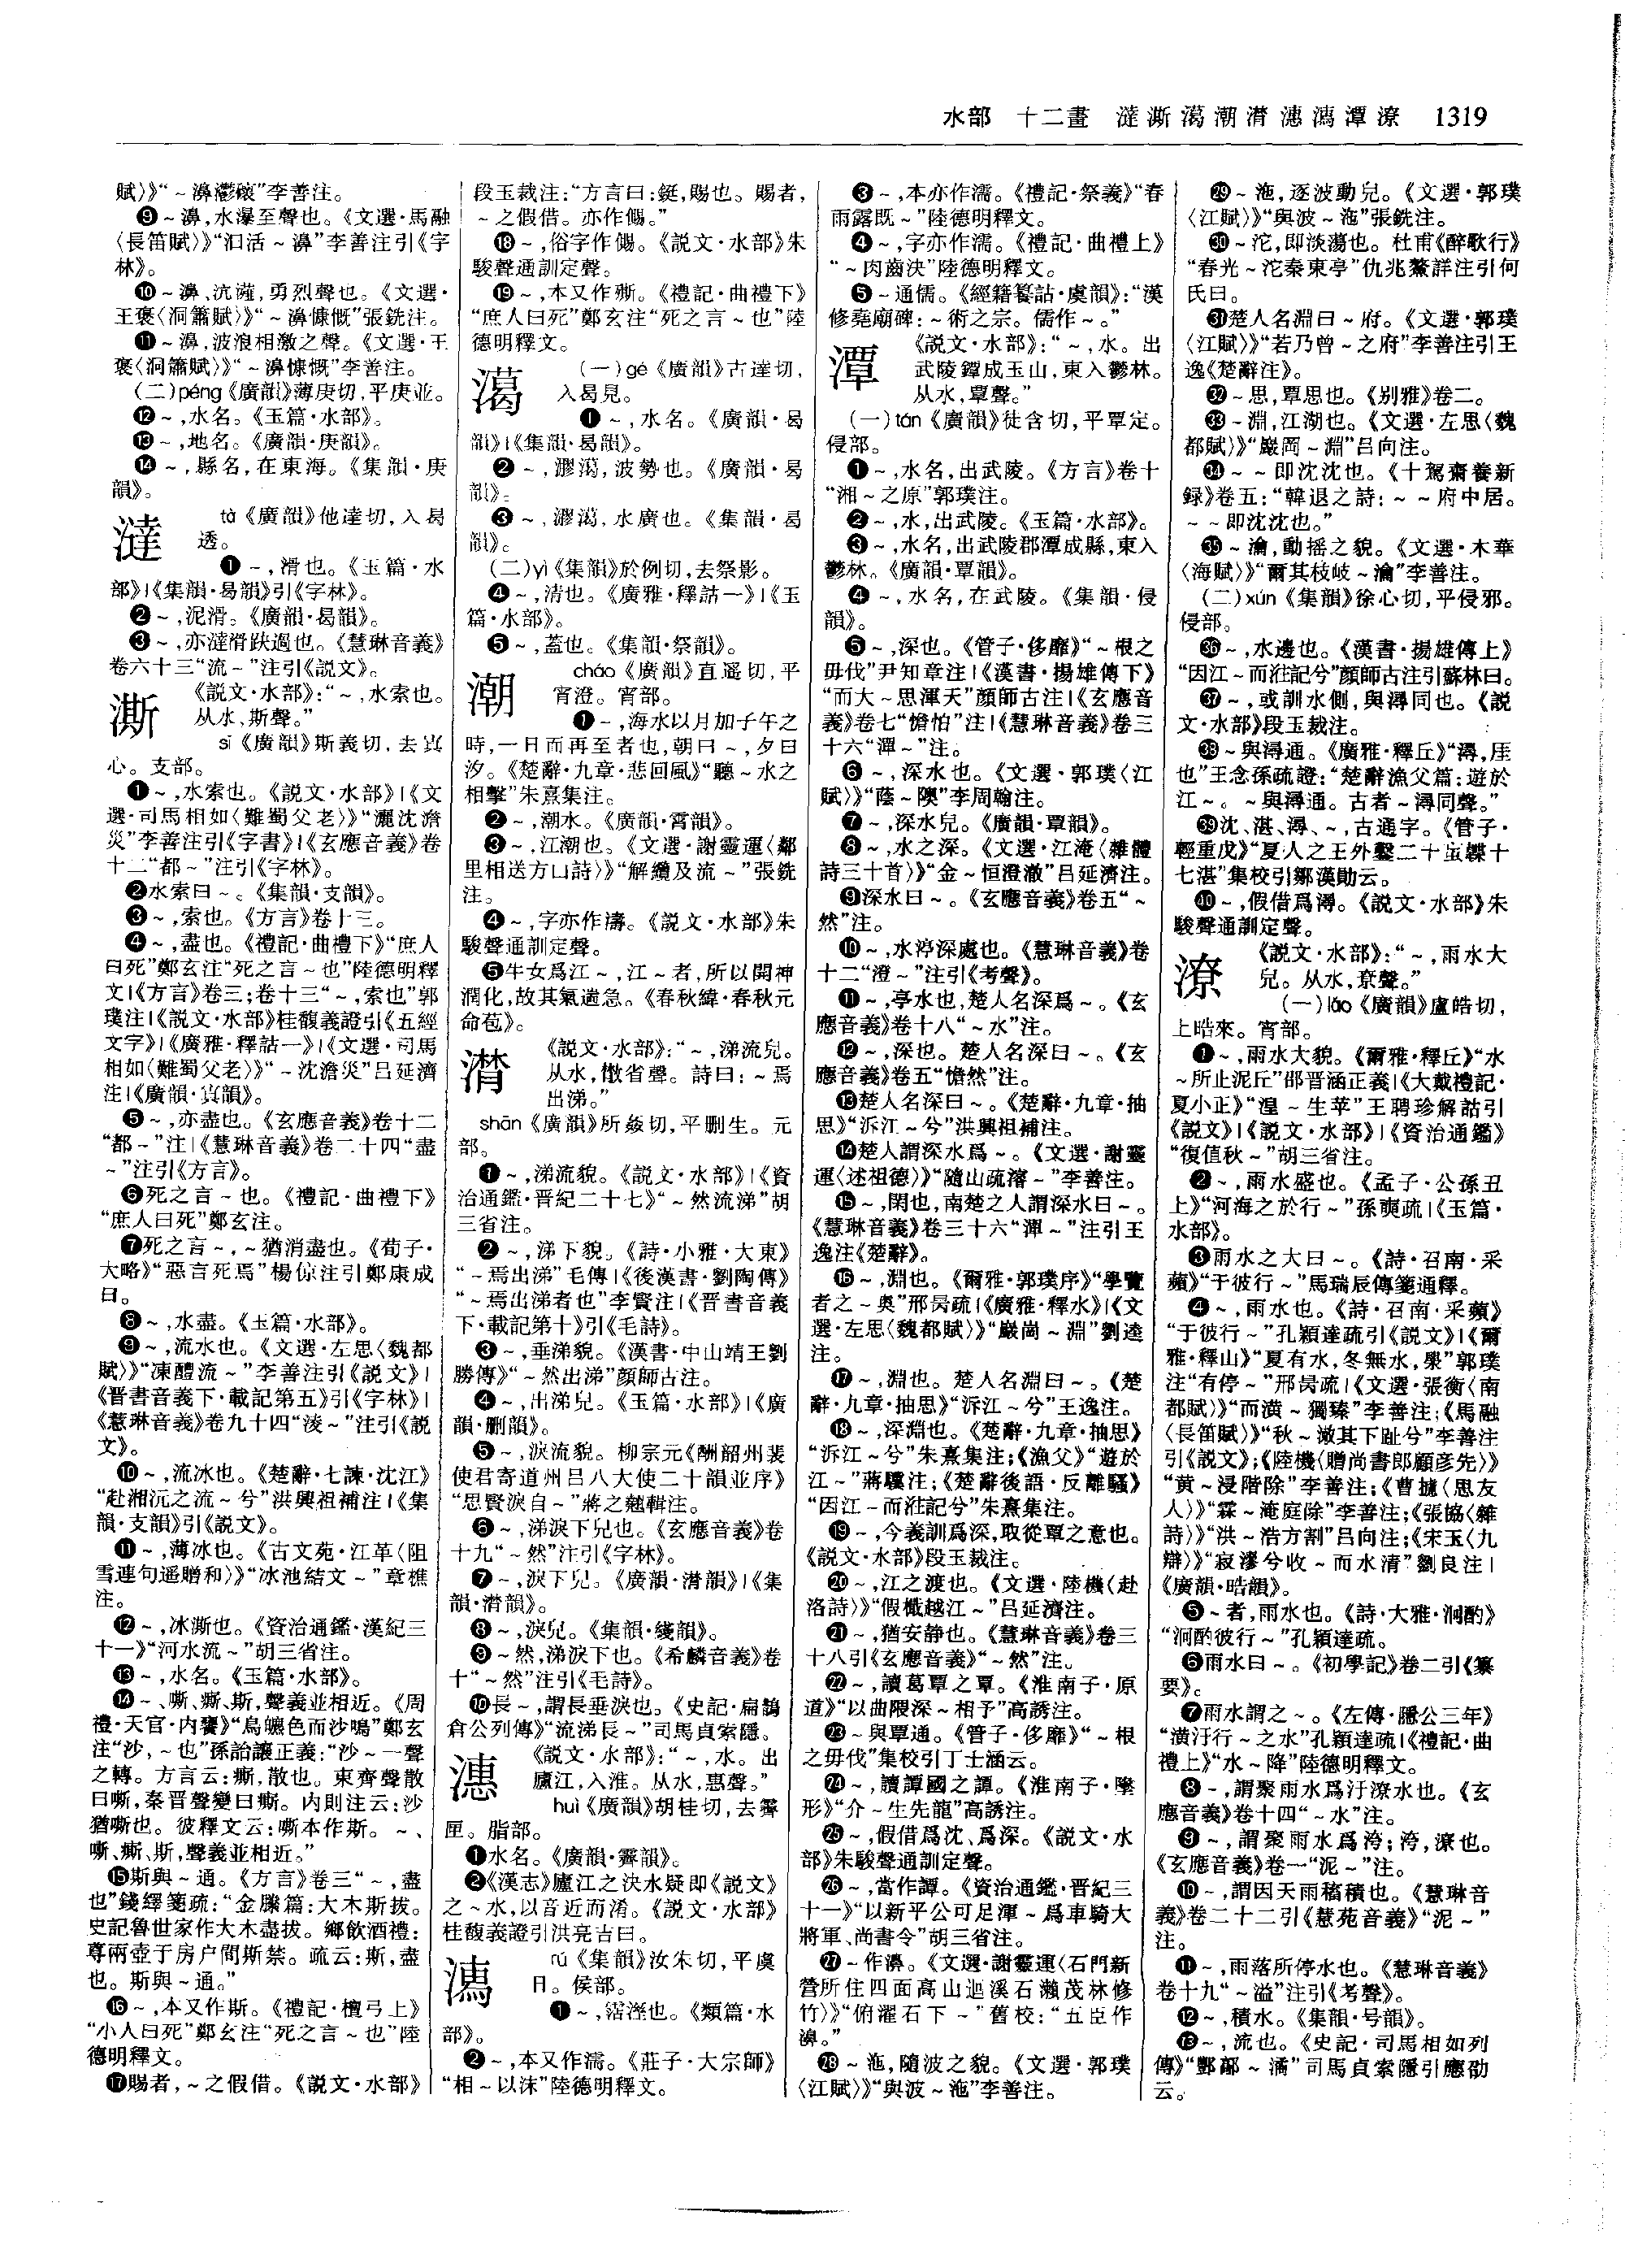 水部　十二畫　澾澌㵧潮潸潓㵖潭潦　1319
賦〉》“～濞𤄷㶟”李善注。
❾～濞,水瀑至聲也。《文選·馬融
〈長笛賦〉》“汩活～濞”李善注引《字
林》。
❿～濞、沆㵒,勇烈聲也。《文選·
王褒〈洞簫賦〉》“～濞慷慨”張銑注。
⓫～濞,波浪相激之聲。《文選·王
褒〈洞簫賦〉》“～濞慷慨”李善注。
(二)péng《廣韻》薄庚切,平庚並。
⓬～,水名。《玉篇·水部》。
⓭～,地名。《廣韻·庚韻》。
⓮～,縣名,在東海。《集韻·庚
韻》。
澾
tà《廣韻》他達切,入曷
透。
❶～,滑也。《玉篇·水
部》|《集韻·曷韻》引《字林》。
❷～,泥滑。《廣韻·曷韻》。
❸～,亦澾滑跌過也。《慧琳音義》
卷六十三“流～”注引《説文》。
澌
《説文·水部》:“～,水索也。
从水、斯聲。”
sī《廣韻》斯義切,去寘
心。支部。
❶～,水索也。《説文·水部》|《文
選·司馬相如〈難蜀父老〉》“灑沈澹
災”李善注引《字書》|《玄應音義》卷
十二“都～”注引《字林》。
❷水索曰～。《集韻·支韻》。
❸～,索也。《方言》卷十三。
❹～,盡也。《禮記·曲禮下》“庶人
曰死”鄭玄注“死之言～也”陸德明釋
文|《方言》卷三;卷十三“～,索也”郭
璞注|《説文·水部》桂馥義證引《五經
文字》|《廣雅·釋詁一》|《文選·司馬
相如〈難蜀父老〉》“～沈澹災”吕延濟
注|《廣韻·寘韻》。
❺～,亦盡也。《玄應音義》卷十二
“都～”注|《慧琳音義》卷二十四“盡
～”注引《方言》。
❻死之言～也。《禮記·曲禮下》
“庶人曰死”鄭玄注。
❼死之言～,～猶消盡也。《荀子·
大略》“惡言死焉”楊倞注引鄭康成
曰。
❽～,水盡。《玉篇·水部》。
❾～,流水也。《文選·左思〈魏都
賦〉》“凍醴流～”李善注引《説文》|
《晋書音義下·載記第五》引《字林》|
《慧琳音義》卷九十四“淩～”注引《説
文》。
❿～,流冰也。《楚辭·七諫·沈江》
“赴湘沅之流～兮”洪興祖補注|《集
韻·支韻》引《説文》。
⓫～,薄冰也。《古文苑·江革〈阻
雪連句遥贈和〉》“冰池結文～”章樵
注。
⓬～,冰澌也。《資治通鑑·漢紀三
十一》“河水流～”胡三省注。
⓭～,水名。《玉篇·水部》。
⓮～、嘶、㒋、斯,聲義並相近。《周
禮·天官·内饔》“鳥皫色而沙鳴”鄭玄
注“沙,～也”孫詒讓正義:“沙～一聲
之轉。方言云:㒋,散也。東齊聲散
曰嘶,秦晋聲變曰㒋。内則注云:沙
猶嘶也。彼釋文云:嘶本作斯。～、
嘶、㒋、斯,聲義並相近。”
⓯斯與～通。《方言》卷三“～,盡
也”錢繹箋疏:“金縢篇:大木斯拔。
史記魯世家作大木盡拔。鄉飲酒禮:
尊兩壺于房户間斯禁。疏云:斯,盡
也。斯與～通。”
⓰～,本又作斯。《禮記·檀弓上》
“小人曰死”鄭玄注“死之言～也”陸
德明釋文。
⓱賜者,～之假借。《説文·水部》
段玉裁注:“方言曰:鋌,賜也。賜者,
～之假借。亦作儩。”
⓲～,俗字作儩。《説文·水部》朱
駿聲通訓定聲。
⓳～,本又作㒋。《禮記·曲禮下》
“庶人曰死”鄭玄注“死之言～也”陸
德明釋文。
㵧
(一)gé《廣韻》古達切,
入曷見。
❶～,水名。《廣韻·曷
韻》|《集韻·曷韻》。
❷～,㵧,波勢也。《廣韻·曷
韻》。
❸～,㵧,水廣也。《集韻·曷
韻》。
(二)yì《集韻》於例切,去祭影。
❹～,清也。《廣雅·釋詁一》|《玉
篇·水部》。
❺～,蓋也。《集韻·祭韻》。
潮
cháo《廣韻》直遥切,平
宵澄。宵部。
❶～,海水以月加子午之
時,一日而再至者也,朝曰～,夕曰
汐。《楚辭·九章·悲回風》“聽～水之
相擊”朱熹集注。
❷～,潮水。《廣韻·宵韻》。
❸～,江潮也。《文選·謝靈運〈鄰
里相送方山詩〉》“解纜及流～”張銑
注。
❹～,字亦作濤。《説文·水部》朱
駿聲通訓定聲。
❺牛女爲江～,江～者,所以開神
潤化,故其氣遄急。《春秋緯·春秋元
命苞》。
潸
《説文·水部》:“～,涕流皃。
从水,㪔省聲。詩曰:～焉
出涕。”
shān《廣韻》所姦切,平删生。元
部。
❶～,涕流貌。《説文·水部》|《資
治通鑑·晋紀二十七》“～然流涕”胡
三省注。
❷～,涕下貌。《詩·小雅·大東》
“～焉出涕”毛傳|《後漢書·劉陶傳》
“～焉出涕者也”李賢注|《晋書音義
下·載記第十》引《毛詩》。
❸～,垂涕貌。《漢書·中山靖王劉
勝傳》“～然出涕”顔師古注。
❹～,出涕皃。《玉篇·水部》|《廣
韻·删韻》。
❺～,淚流貌。柳宗元《酬韶州裴
使君寄道州吕八大使二十韻並序》
“思賢淚自～”蔣之翹輯注。
❻～,涕淚下皃也。《玄應音義》卷
十九“～然”注引《字林》。
❼～,淚下皃。《廣韻·潸韻》|《集
韻·潸韻》。
❽～,淚皃。《集韻·綫韻》。
❾～然,涕淚下也。《希麟音義》卷
十“～然”注引《毛詩》。
❿長～,謂長垂淚也。《史記·扁鵲
倉公列傳》“流涕長～”司馬貞索隱。
潓
《説文·水部》:“～,水。出
廬江,入淮。从水,惠聲。”
huì《廣韻》胡桂切,去霽
匣。脂部。
❶水名。《廣韻·霽韻》。
❷《漢志》廬江之決水疑即《説文》
之～水,以音近而淆。《説文·水部》
桂馥義證引洪亮吉曰。
㵖
rú《集韻》汝朱切,平虞
日。侯部。
❶～,霑溼也。《類篇·水
部》。
❷～,本又作濡。《莊子·大宗師》
“相～以沫”陸德明釋文。
❸～,本亦作濡。《禮記·祭義》“春
雨露既～”陸德明釋文。
❹～,字亦作濡。《禮記·曲禮上》
“～肉齒決”陸德明釋文。
❺～通儒。《經籍籑詁·虞韻》:“漢
修堯廟碑:～術之宗。儒作～。”
潭
《説文·水部》:“～,水。出
武陵鐔成玉山,東入鬱林。
从水,覃聲。”
(一)tán《廣韻》徒含切,平覃定。
侵部。
❶～,水名,出武陵。《方言》卷十
“湘～之原”郭璞注。
❷～,水,出武陵。《玉篇·水部》。
❸～,水名,出武陵郡潭成縣,東入
鬱林。《廣韻·覃韻》。
❹～,水名,在武陵。《集韻·侵
韻》。
❺～,深也。《管子·侈靡》“～根之
毋伐”尹知章注|《漢書·揚雄傳下》
“而大～思渾天”顔師古注|《玄應音
義》卷七“憺怕”注|《慧琳音義》卷三
十六“潬～”注。
❻～,深水也。《文選·郭璞〈江
賦〉》“蔭～隩”李周翰注。
❼～,深水皃。《廣韻·覃韻》。
❽～,水之深。《文選·江淹〈雜體
詩三十首〉》“金～恒澄澈”吕延濟注。
❾深水曰～。《玄應音義》卷五“～
然”注。
❿～,水渟深處也。《慧琳音義》卷
十二“澄～”注引《考聲》。
⓫～,亭水也,楚人名深爲～。《玄
應音義》卷十八“～水”注。
⓬～,深也。楚人名深曰～。《玄
應音義》卷五“憺然”注。
⓭楚人名深曰～。《楚辭·九章·抽
思》“泝江～兮”洪興祖補注。
⓮楚人謂深水爲～。《文選·謝靈
運〈述祖德〉》“隨山疏濬～”李善注。
⓯～,閑也,南楚之人謂深水曰～。
《慧琳音義》卷三十六“潬～”注引王
逸注《楚辭》。
⓰～,淵也。《爾雅·郭璞序》“學覽
者之～奥”邢昺疏|《廣雅·釋水》|《文
選·左思〈魏都賦〉》“巖崗～淵”劉逵
注。
⓱～,淵也。楚人名淵曰～。《楚
辭·九章·抽思》“泝江～兮”王逸注。
⓲～,深淵也。《楚辭·九章·抽思》
“泝江～兮”朱熹集注;《漁父》“遊於
江～”蔣驥注;《楚辭後語·反離騷》
“因江～而淮記兮”朱熹集注。
⓳～,今義訓爲深,取從覃之意也。
《説文·水部》段玉裁注。
⓴～,江之渡也。《文選·陸機〈赴
洛詩〉》“假檝越江～”吕延濟注。
㉑～,猶安静也。《慧琳音義》卷三
十八引《玄應音義》“～然”注。
㉒～,讀葛覃之覃。《淮南子·原
道》“以曲隈深～相予”高誘注。
㉓～與覃通。《管子·侈靡》“～根
之毋伐”集校引丁士涵云。
㉔～,讀譚國之譚。《淮南子·墬
形》“介～生先龍”高誘注。
㉕～,假借爲沈、爲深。《説文·水
部》朱駿聲通訓定聲。
㉖～,當作譚。《資治通鑑·晋紀三
十一》“以新平公可足渾～爲車騎大
將軍、尚書令”胡三省注。
㉗～作瀨。《文選·謝靈運〈石門新
營所住四面高山迴溪石瀨茂林修
竹〉》“俯濯石下～”舊校:“五臣作
瀨。”
㉘～沲,隨波之貌。《文選·郭璞
〈江賦〉》“與波～沲”李善注。
㉙～沲,逐波動皃。《文選·郭璞
〈江賦〉》“與波～沲”張銑注。
㉚～沱,即淡蕩也。杜甫《醉歌行》
“春光～沱秦東亭”仇兆鰲詳注引何
氏曰。
㉛楚人名淵曰～府。《文選·郭璞
〈江賦〉》“若乃曾～之府”李善注引王
逸《楚辭注》。
㉜～思,覃思也。《别雅》卷二。
㉝～淵,江湖也。《文選·左思〈魏
都賦〉》“巖岡～淵”吕向注。
㉞～～即沈沈也。《十駕齋養新
録》卷五:“韓退之詩:～～府中居。
～～即沈沈也。”
㉟～瀹,動摇之貌。《文選·木華
〈海賦〉》“爾其枝岐～瀹”李善注。
(二)xún《集韻》徐心切,平侵邪。
侵部。
㊱～,水邊也。《漢書·揚雄傳上》
“因江～而淮記兮”顔師古注引蘇林曰。
㊲～,或訓水側,與潯同也。《説
文·水部》段玉裁注。
㊳～與潯通。《廣雅·釋丘》“潯,厓
也”王念孫疏證:“楚辭漁父篇:遊於
江～。～與潯通。古者～潯同聲。”
㊴沈、湛、潯、～,古通字。《管子·
輕重戊》“夏人之王外鑿二十䖟韘十
七湛”集校引鄒漢勛云。
㊵～,假借爲潯。《説文·水部》朱
駿聲通訓定聲。
潦
《説文·水部》:“～,雨水大
皃。从水,尞聲。”
(一)lǎo《廣韻》盧皓切,
上晧來。宵部。
❶～,雨水大貌。《爾雅·釋丘》“水
～所止泥丘”邵晋涵正義|《大戴禮記·
夏小正》“湟～生苹”王聘珍解詁引
《説文》|《説文·水部》|《資治通鑑》
“復值秋～”胡三省注。
❷～,雨水盛也。《孟子·公孫丑
上》“河海之於行～”孫奭疏|《玉篇·
水部》。
❸雨水之大曰～。《詩·召南·采
蘋》“于彼行～”馬瑞辰傳箋通釋。
❹～,雨水也。《詩·召南·采蘋》
“于彼行～”孔穎達疏引《説文》|《爾
雅·釋山》“夏有水,冬無水,澩”郭璞
注“有停～”邢昺疏|《文選·張衡〈南
都賦〉》“而潢～獨臻”李善注;《馬融
〈長笛賦〉》“秋～漱其下趾兮”李善注
引《説文》;《陸機〈贈尚書郎顧彦先〉》
“黄～浸階除”李善注;《曹攄〈思友
人〉》“霖～淹庭除”李善注;《張協〈雜
詩〉》“洪～浩方割”吕向注;《宋玉〈九
辯〉》“寂漻兮收～而水清”劉良注|
《廣韻·晧韻》。
❺～者,雨水也。《詩·大雅·泂酌》
“泂酌彼行～”孔穎達疏。
❻雨水曰～。《初學記》卷二引《纂
要》。
❼雨水謂之～。《左傳·隱公三年》
“潢汙行～之水”孔穎達疏|《禮記·曲
禮上》“水～降”陸德明釋文。
❽～,謂聚雨水爲汙潦水也。《玄
應音義》卷十四“～水”注。
❾～,謂聚雨水爲洿;洿,潦也。
《玄應音義》卷一“泥～”注。
❿～,謂因天雨稸積也。《慧琳音
義》卷二十二引《慧苑音義》“泥～”
注。
⓫～,雨落所停水也。《慧琳音義》
卷十九“～溢”注引《考聲》。
⓬～,積水。《集韻·号韻》。
⓭～,流也。《史記·司馬相如列
傳》“酆鄗～潏”司馬貞索隱引應劭
云。